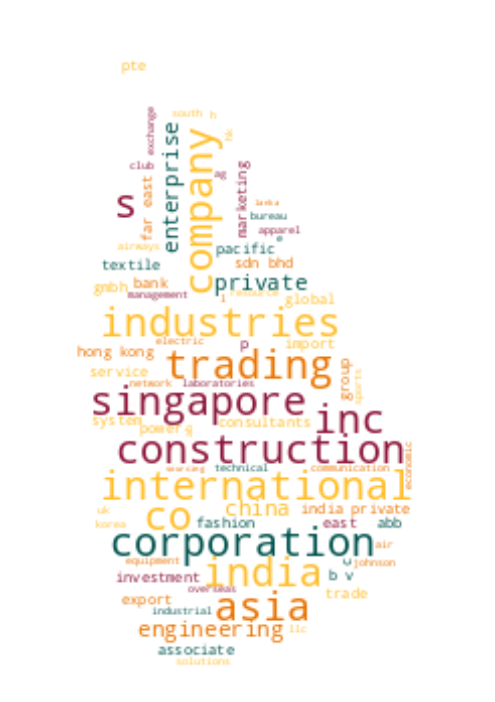 pte
south h
exchange
enterprise
company
hk
club
ag
marketing
s
far east
lanka
bureau
apparel
e
airways
pacific
textile
sdn bhd
gmbh
bank
private
management
l
resource
global
industries
electric
p
import
hong kong
trading
service
group
network
laboratories
sports
singapore
inc
system
power
consultants
construction
economic
sourcing
technical
communication
international
uk
co
china
india private
korea
fashion
east
abb
corporation
air
equipment
india
johnson
investment
b v
overseas
trade
export
industrial
asia
engineering
llc
associate
solutions